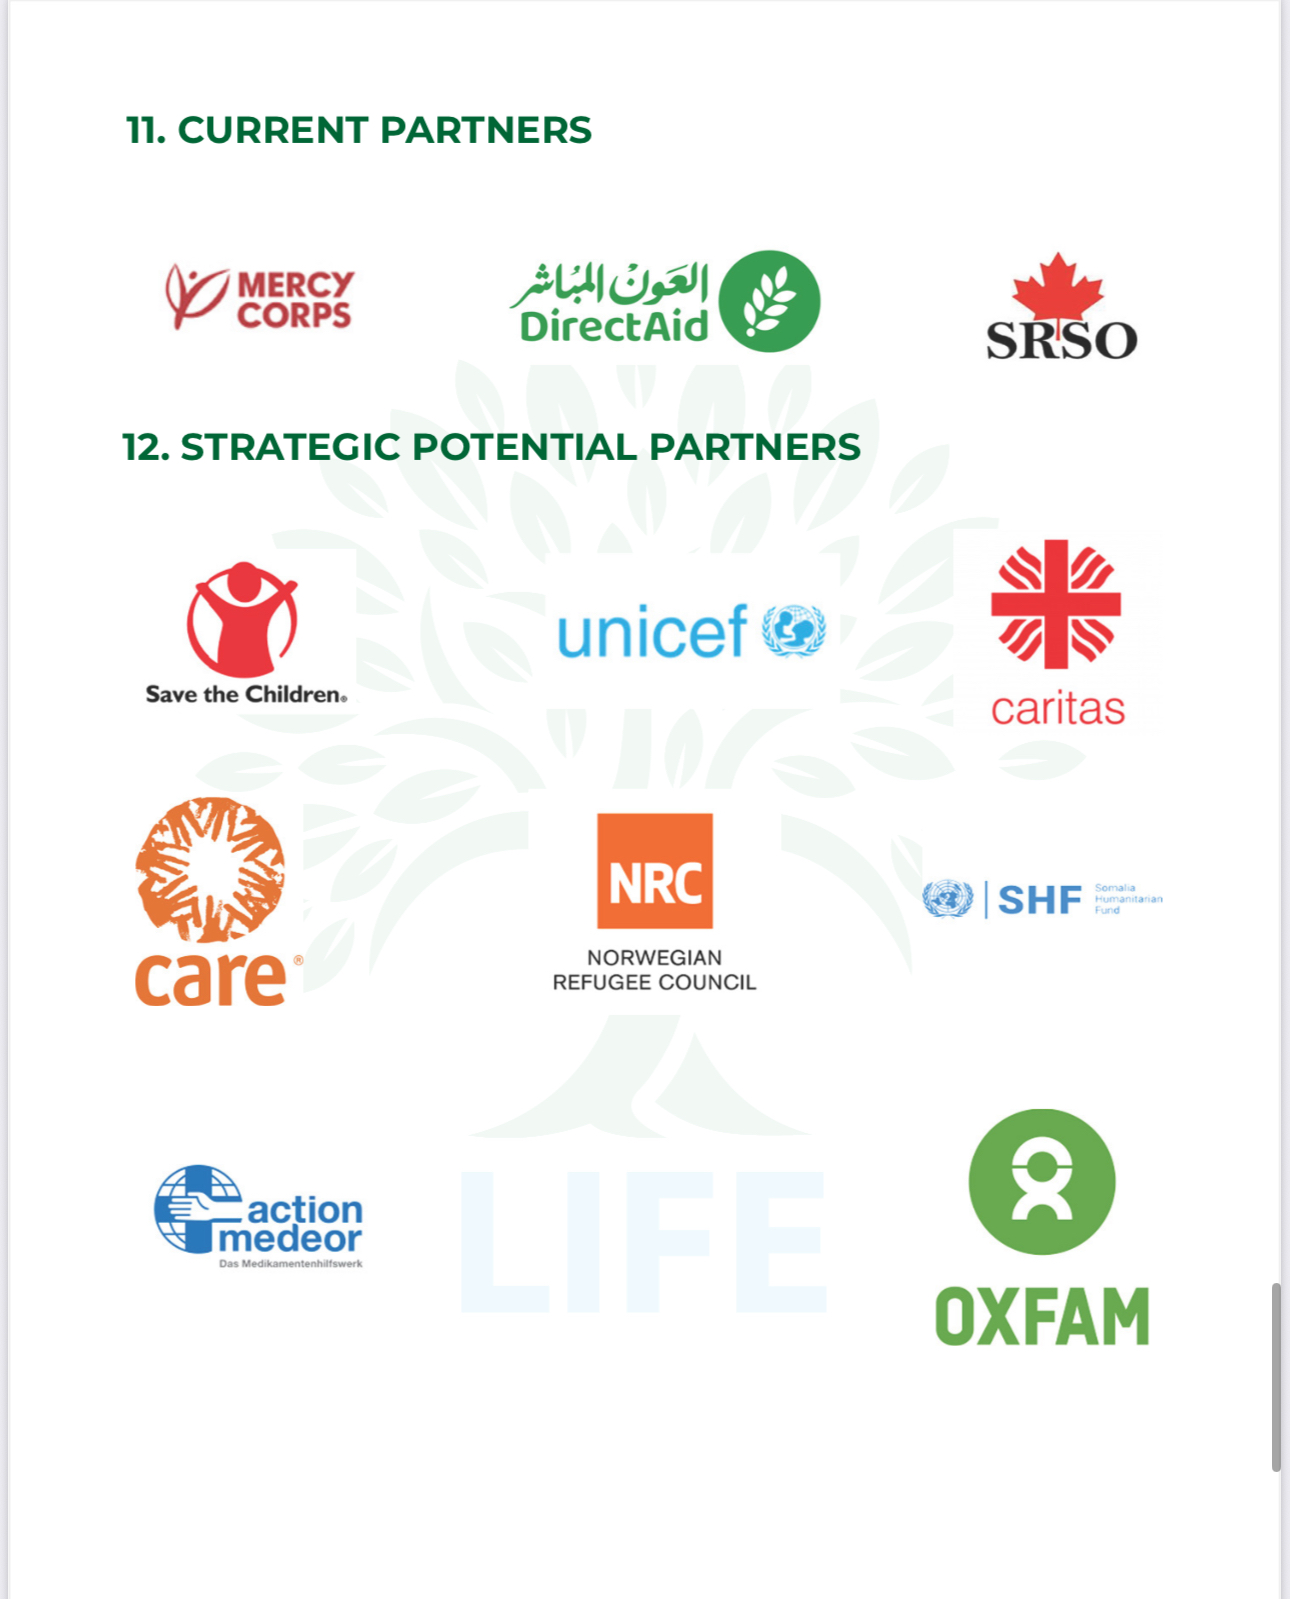 11. CURRENT PARTNERS
MERCY
CORPS
العون المباشر
DirectAid
SRSO
12. STRATEGIC POTENTIAL PARTNERS
Save the Children®
unicef
caritas
care®
NRC
NORWEGIAN
REFUGEE COUNCIL
SHF
Somalia
Humanitarian
Fund
action
medeor
Das Medikamentenhilfswerk
OXFAM
LIFE